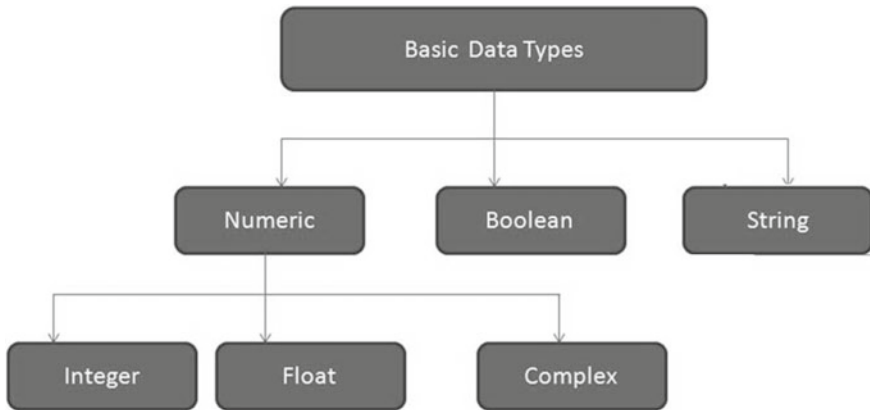 Basic Data Types
Numeric
Boolean
String
Integer
Float
Complex